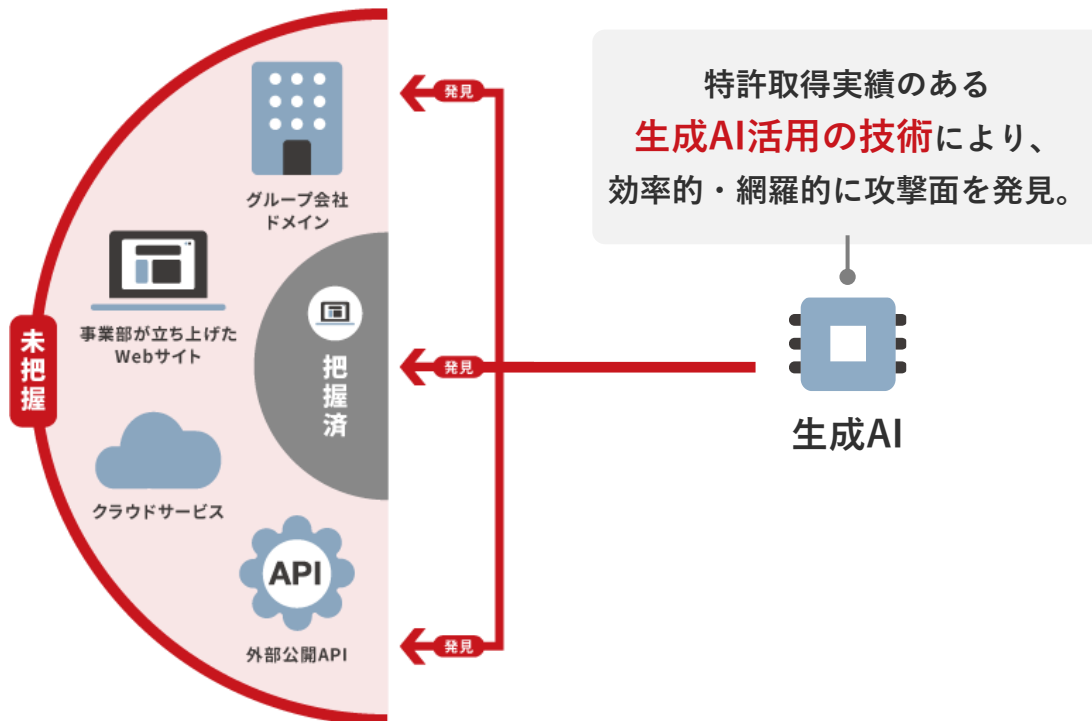 特許取得実績のある
生成AI活用の技術により、
効率的・網羅的に攻撃面を発見。
発見
グループ会社
ドメイン
事業部が立ち上げた
Webサイト
未把握
把握済
発見
生成AI
クラウドサービス
API
外部公開API
発見